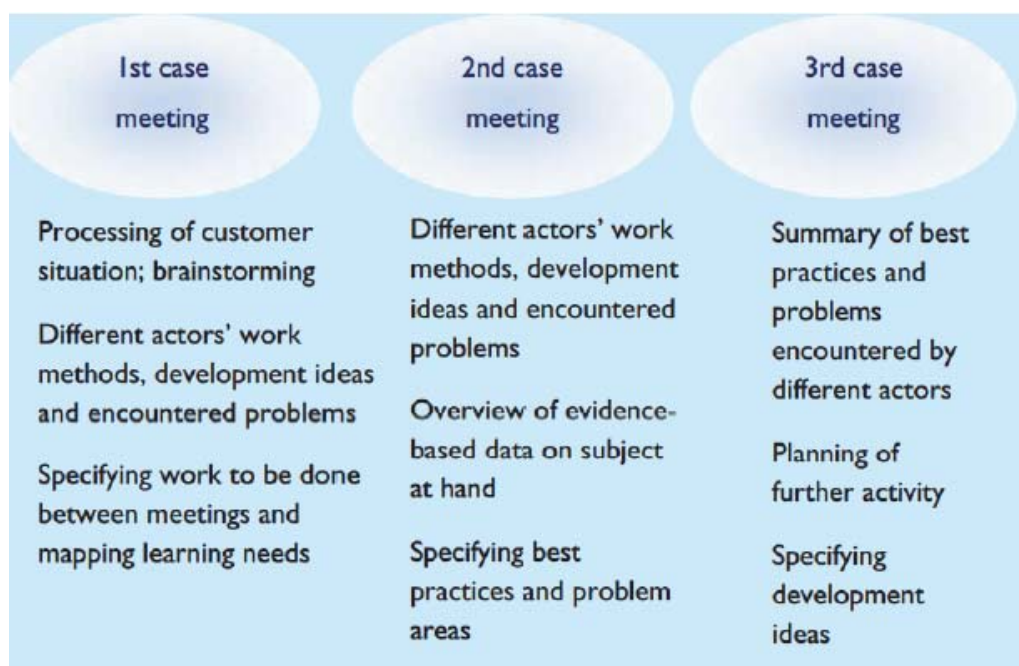 1st case
meeting
Processing of customer
situation; brainstorming
Different actors' work
methods, development ideas
and encountered problems
Specifying work to be done
between meetings and
mapping learning needs
2nd case
meeting
Different actors' work
methods, development
ideas and encountered
problems
Overview of evidence-
based data on subject
at hand
Specifying best
practices and problem
areas
3rd case
meeting
Summary of best
practices and
problems
encountered by
different actors
Planning of
further activity
Specifying
development
ideas